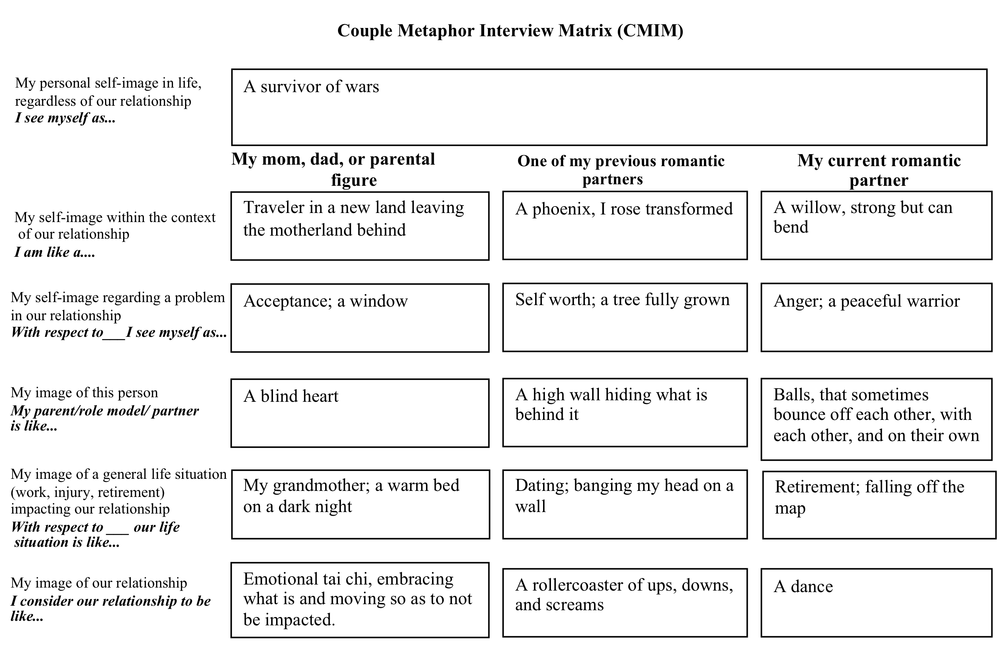 Couple Metaphor Interview Matrix (CMIM)
My personal self-image in life,
regardless of our relationship
I see myself as...
A survivor of wars
My mom, dad, or parental
figure
One of my previous romantic
partners
My current romantic
partner
My self-image within the context
of our relationship
I am like a....
Traveler in a new land leaving
the motherland behind
A phoenix, I rose transformed
A willow, strong but can
bend
My self-image regarding a problem
in our relationship
With respect to___I see myself as...
Acceptance; a window
Self worth; a tree fully grown
Anger; a peaceful warrior
My image of this person
My parent/role model/ partner
is like...
A blind heart
A high wall hiding what is
behind it
Balls, that sometimes
bounce off each other, with
each other, and on their own
My image of a general life situation
(work, injury, retirement)
impacting our relationship
With respect to ___ our life
situation is like...
My grandmother; a warm bed
on a dark night
Dating; banging my head on a
wall
Retirement; falling off the
map
My image of our relationship
I consider our relationship to be
like...
Emotional tai chi, embracing
what is and moving so as to not
be impacted.
A rollercoaster of ups, downs,
and screams
A dance